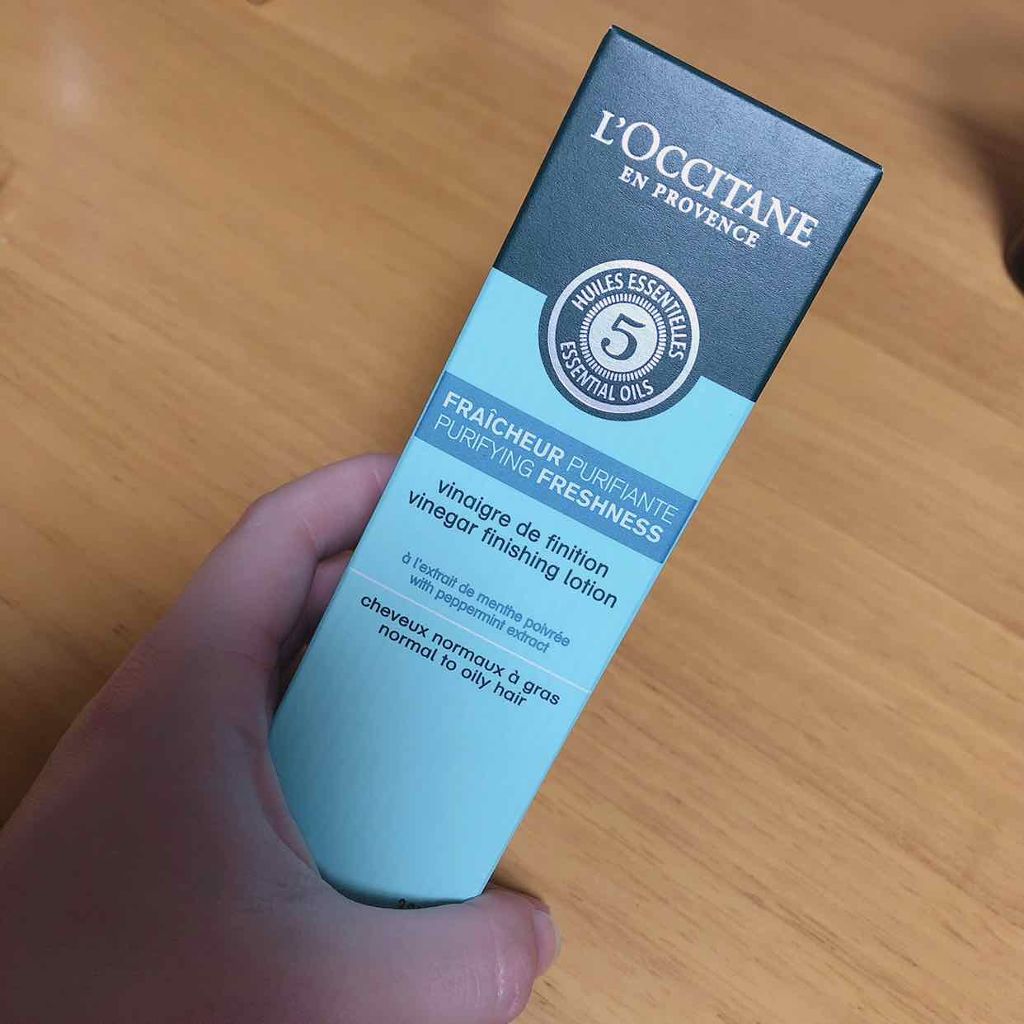 L'OCCITANE
EN PROVENCE
HUILES ESSENTIELLES
5
ESSENTIAL OILS
FRAÎCHEUR PURIFIANTE
PURIFYING FRESHNESS
vinaigre de finition
vinegar finishing lotion
à l'extrait de menthe poivrée
with peppermint extract
cheveux normaux à gras
normal to oily hair